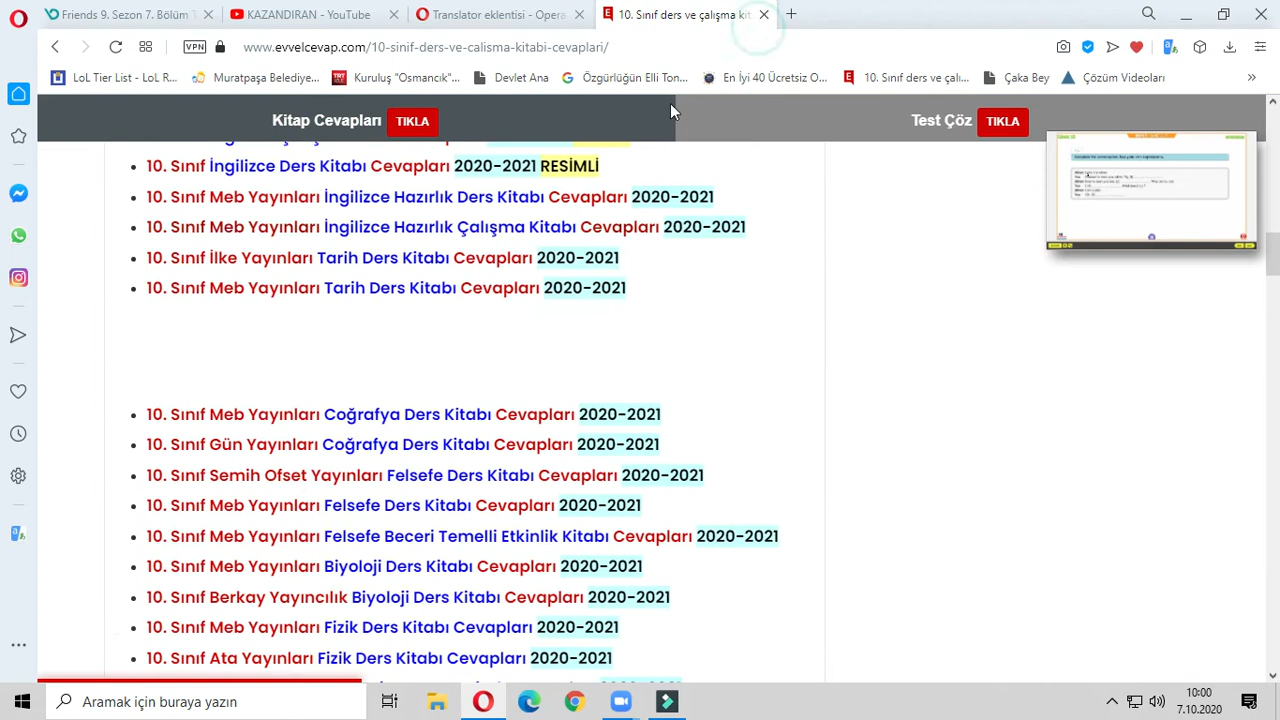 Friends 9. Sezon 7. Bölüm T
KAZANDIRAN - YouTube
Translator eklentisi - Opera
10. Sınıf ders ve çalışma kit
VPN
www.evvelcevap.com/10-sinif-ders-ve-calisma-kitabi-cevaplari/
LoL Tier List - LoL R...
Muratpaşa Belediye...
Kuruluş "Osmancık"...
Devlet Ana
Özgürlüğün Elli Ton...
En İyi 40 Ücretsiz O...
10. Sınıf ders ve çalı...
Çaka Bey
Çözüm Videoları
Kitap Cevapları TIKLA
Test Çöz TIKLA
10. Sınıf İngilizce Ders Kitabı Cevapları 2020-2021 RESİMLİ
10. Sınıf Meb Yayınları İngilizce Hazırlık Ders Kitabı Cevapları 2020-2021
10. Sınıf Meb Yayınları İngilizce Hazırlık Çalışma Kitabı Cevapları 2020-2021
10. Sınıf İlke Yayınları Tarih Ders Kitabı Cevapları 2020-2021
10. Sınıf Meb Yayınları Tarih Ders Kitabı Cevapları 2020-2021
10. Sınıf Meb Yayınları Coğrafya Ders Kitabı Cevapları 2020-2021
10. Sınıf Gün Yayınları Coğrafya Ders Kitabı Cevapları 2020-2021
10. Sınıf Semih Ofset Yayınları Felsefe Ders Kitabı Cevapları 2020-2021
10. Sınıf Meb Yayınları Felsefe Ders Kitabı Cevapları 2020-2021
10. Sınıf Meb Yayınları Felsefe Beceri Temelli Etkinlik Kitabı Cevapları 2020-2021
10. Sınıf Meb Yayınları Biyoloji Ders Kitabı Cevapları 2020-2021
10. Sınıf Berkay Yayıncılık Biyoloji Ders Kitabı Cevapları 2020-2021
10. Sınıf Meb Yayınları Fizik Ders Kitabı Cevapları 2020-2021
10. Sınıf Ata Yayınları Fizik Ders Kitabı Cevapları 2020-2021
Aramak için buraya yazın
10:00
7.10.2020